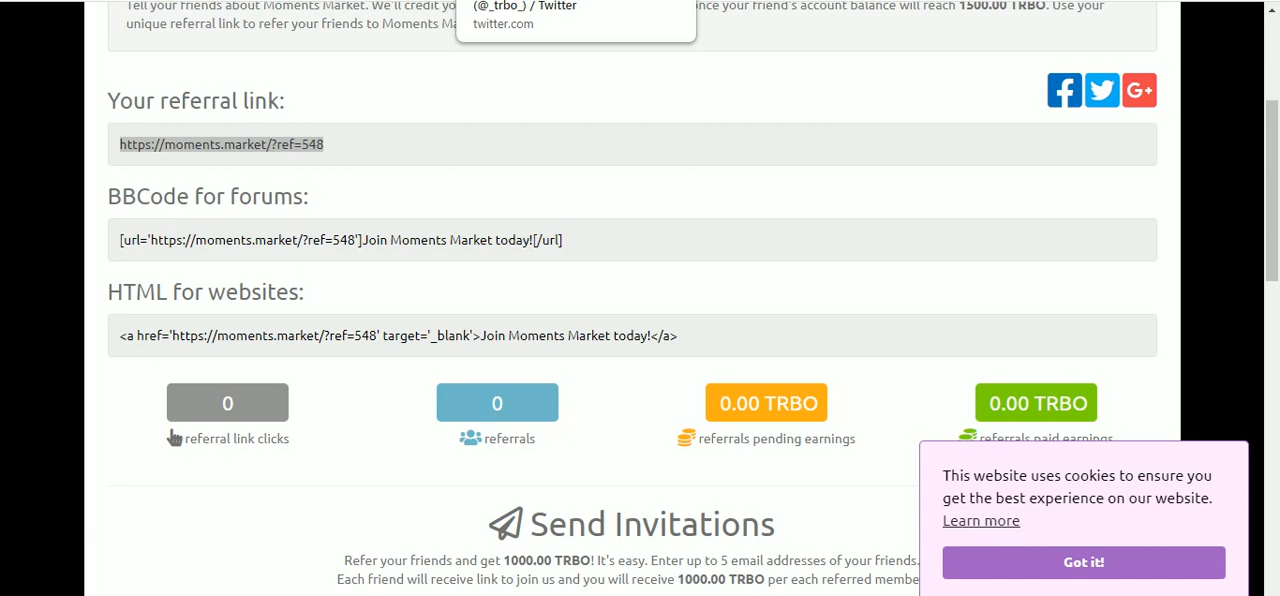 Tell your friends about Moments Market. We'll credit yo
once your friend's account balance will reach 1500.00 TRBO. Use your
unique referral link to refer your friends to Moments Ma
(@_trbo_) / Twitter
twitter.com
Your referral link:
https://moments.market/?ref=548
BBCode for forums:
[url='https://moments.market/?ref=548']Join Moments Market today![/url]
HTML for websites:
<a href='https://moments.market/?ref=548' target='_blank'>Join Moments Market today!</a>
0
referral link clicks
0
referrals
0.00 TRBO
referrals pending earnings
0.00 TRBO
referrals paid earnings
Send Invitations
Refer your friends and get 1000.00 TRBO! It's easy. Enter up to 5 email addresses of your friends.
Each friend will receive link to join us and you will receive 1000.00 TRBO per each referred membe
This website uses cookies to ensure you
get the best experience on our website.
Learn more
Got it!
G+